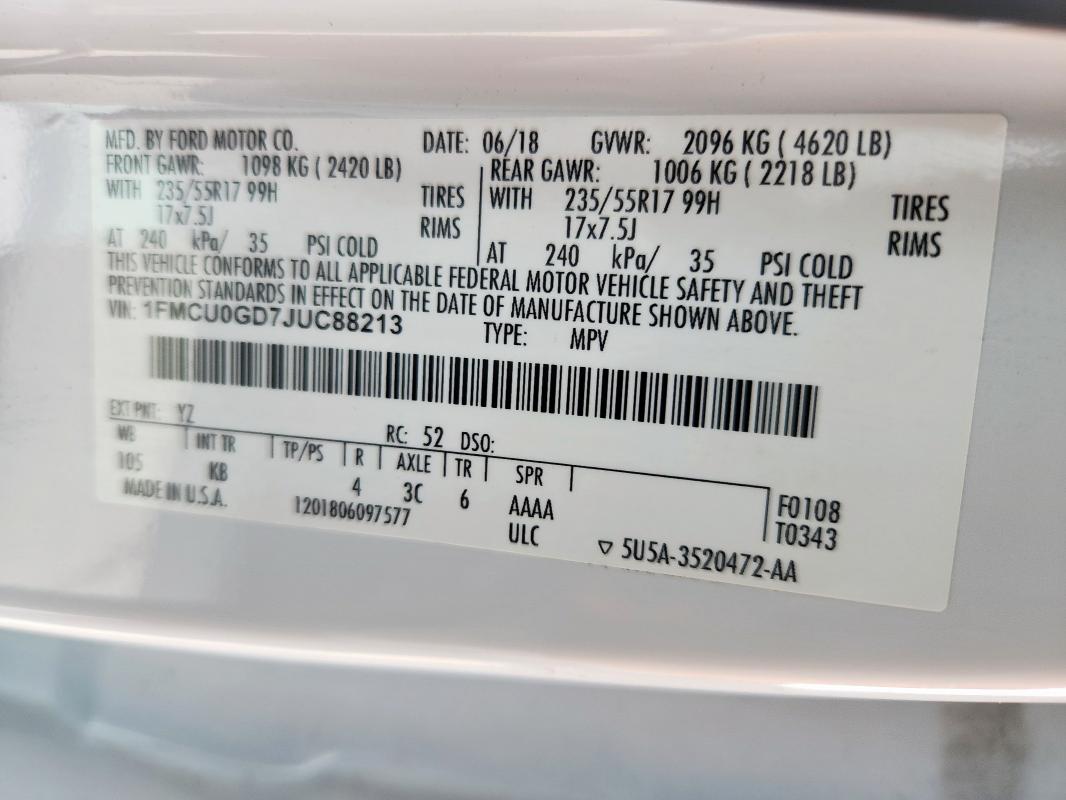 MFD. BY FORD MOTOR CO. DATE: 06/18 GVWR: 2096 KG ( 4620 LB)
FRONT GAWR: 1098 KG ( 2420 LB) REAR GAWR: 1006 KG ( 2218 LB)
WITH 235/55R17 99H TIRES WITH 235/55R17 99H TIRES
17x7.5J RIMS 17x7.5J RIMS
AT 240 kPa/ 35 PSI COLD AT 240 kPa/ 35 PSI COLD
THIS VEHICLE CONFORMS TO ALL APPLICABLE FEDERAL MOTOR VEHICLE SAFETY AND THEFT
PREVENTION STANDARDS IN EFFECT ON THE DATE OF MANUFACTURE SHOWN ABOVE.
VIN: 1FMCU0GD7JUC88213 TYPE: MPV
EXT PNT: YZ RC: 52 DSO:
WB INT TR TP/PS R AXLE TR SPR
105 KB 4 3C 6 AAAA F0108
MADE IN U.S.A. 1201806097577 ULC T0343
▽ 5U5A-3520472-AA